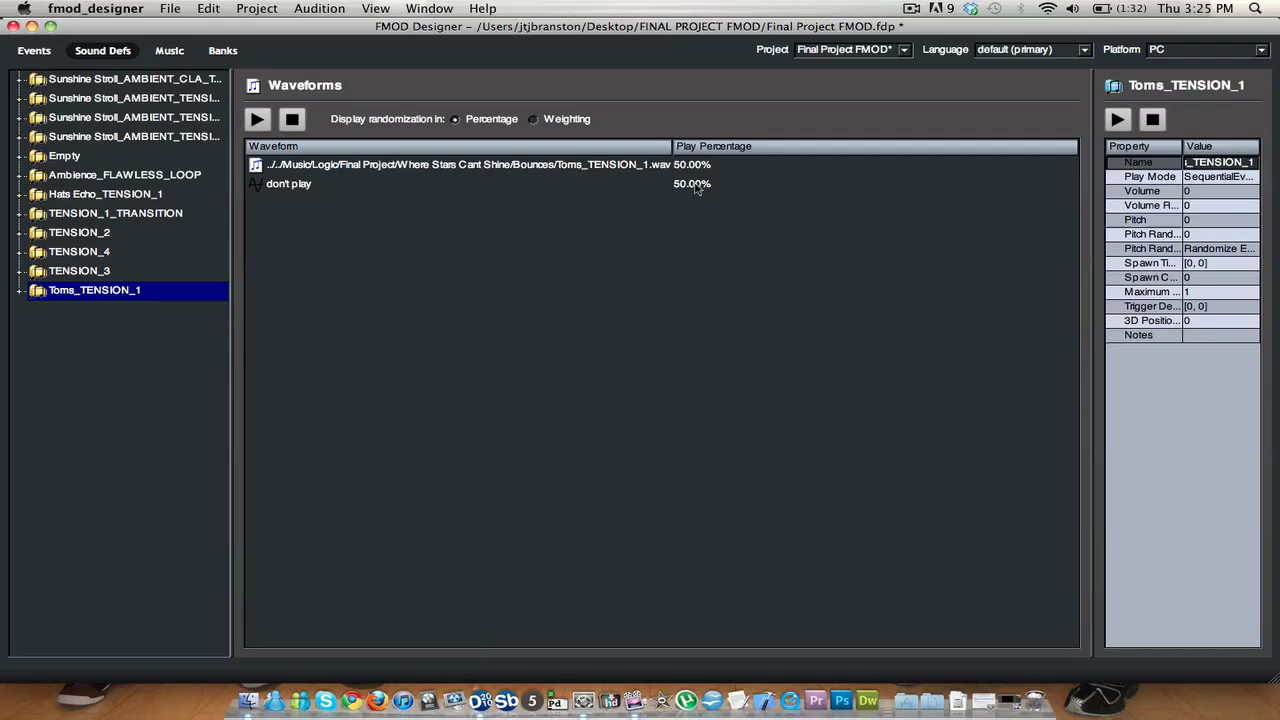 fmod_designer File Edit Project Audition View Window Help 9 (1:32) Thu 3:25 PM
FMOD Designer - /Users/jtjbranston/Desktop/FINAL PROJECT FMOD/Final Project FMOD.fdp *
Events Sound Defs Music Banks Project Final Project FMOD* Language default (primary) Platform PC
Sunshine Stroll_AMBIENT_CLA_T...
Sunshine Stroll_AMBIENT_TENSI...
Sunshine Stroll_AMBIENT_TENSI...
Sunshine Stroll_AMBIENT_TENSI...
Empty
Ambience_FLAWLESS_LOOP
Hats Echo_TENSION_1
TENSION_1_TRANSITION
TENSION_2
TENSION_4
TENSION_3
Toms_TENSION_1
Waveforms
Display randomization in: Percentage Weighting
Waveform Play Percentage
../../Music/Logic/Final Project/Where Stars Cant Shine/Bounces/Toms_TENSION_1.wav 50.00%
don't play 50.00%
Toms_TENSION_1
Property Value
Name _TENSION_1
Play Mode SequentialEv...
Volume 0
Volume R... 0
Pitch 0
Pitch Rand... 0
Pitch Rand... Randomize E...
Spawn Ti... [0, 0]
Spawn C... 0
Maximum ... 1
Trigger De... [0, 0]
3D Positio... 0
Notes
Sb 5 Pd Pr Ps Dw